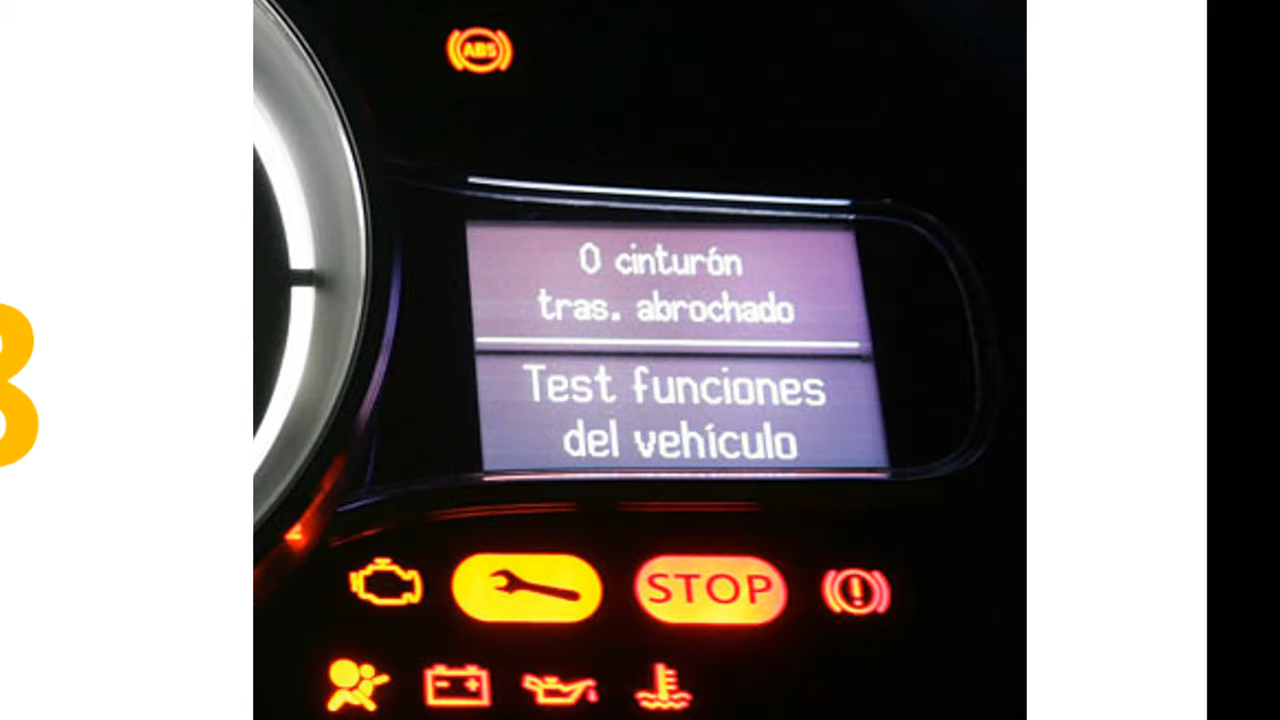 ABS
0 cinturón
tras. abrochado
Test funciones
del vehículo
STOP